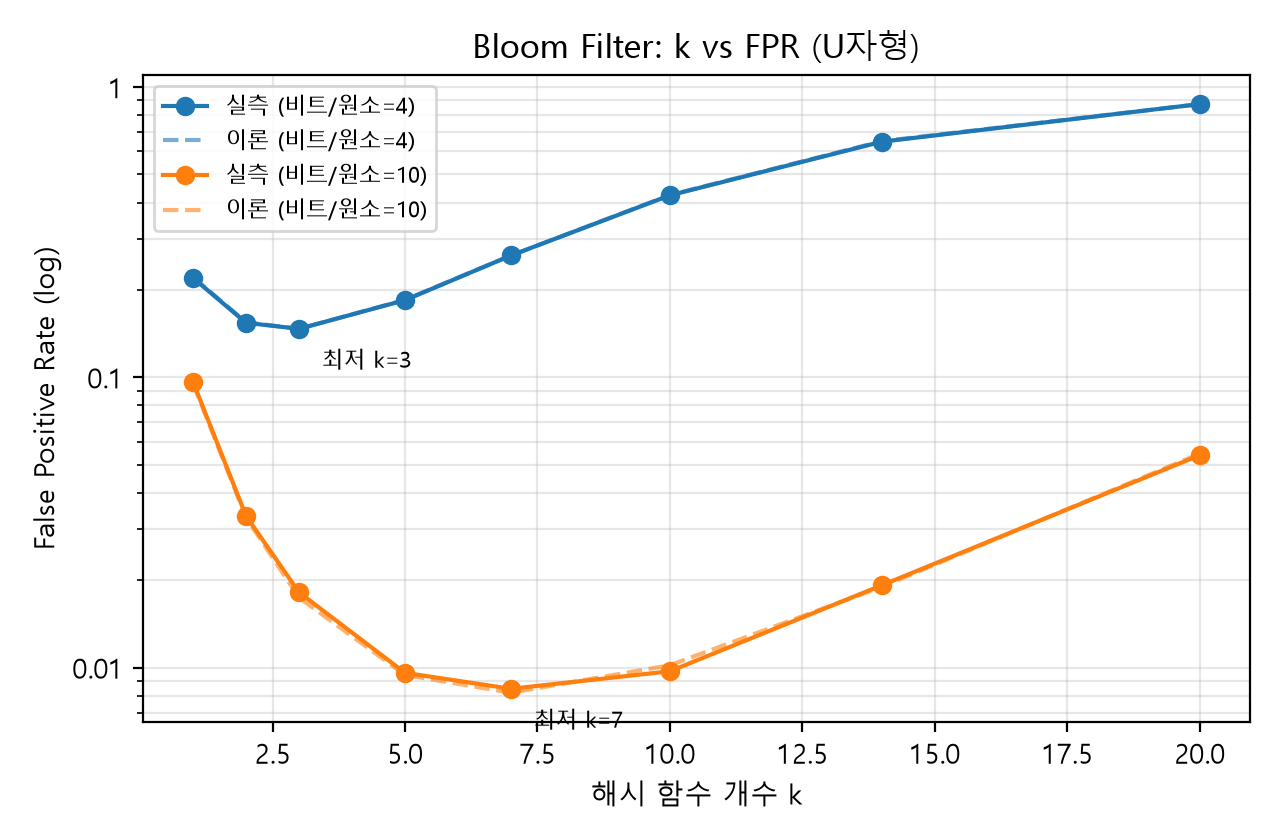 Bloom Filter: k vs FPR (U자형)
실측 (비트/원소=4)
이론 (비트/원소=4)
실측 (비트/원소=10)
이론 (비트/원소=10)
1
0.1
0.01
False Positive Rate (log)
최저 k=3
최저 k=7
2.5 5.0 7.5 10.0 12.5 15.0 17.5 20.0
해시 함수 개수 k